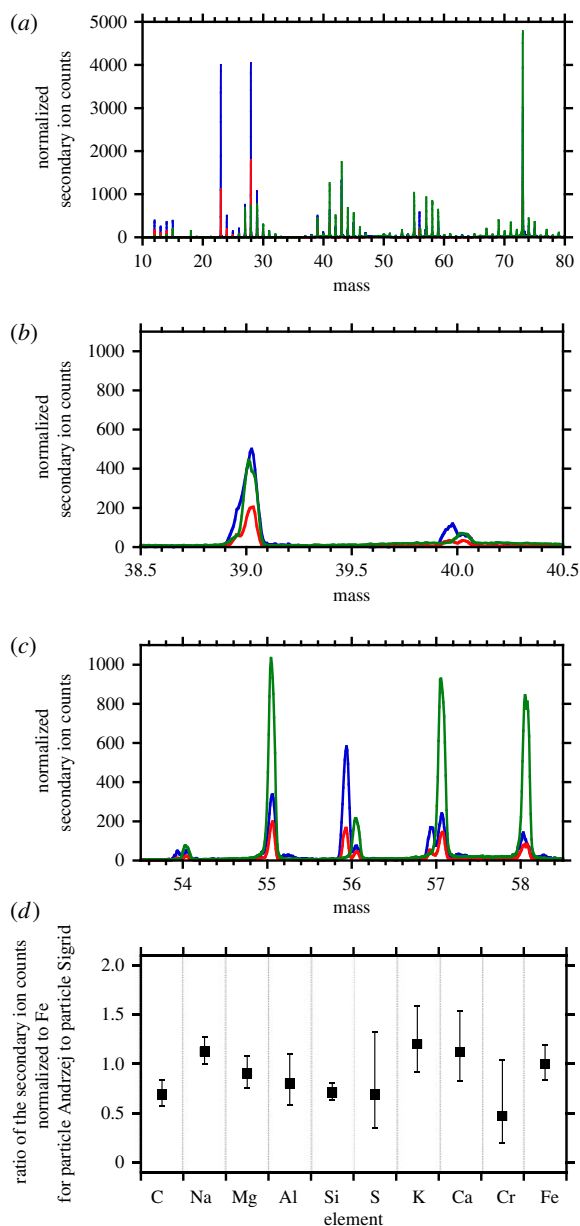 (a)
5000
4000
3000
2000
1000
0
normalized
secondary ion counts
10 20 30 40 50 60 70 80
mass
(b)
1000
800
600
400
200
0
normalized
secondary ion counts
38.5 39.0 39.5 40.0 40.5
mass
(c)
1000
800
600
400
200
0
normalized
secondary ion counts
54 55 56 57 58
mass
(d)
2.0
1.5
1.0
0.5
0
ratio of the secondary ion counts
normalized to Fe
for particle Andrzej to particle Sigrid
C Na Mg Al Si S K Ca Cr Fe
element